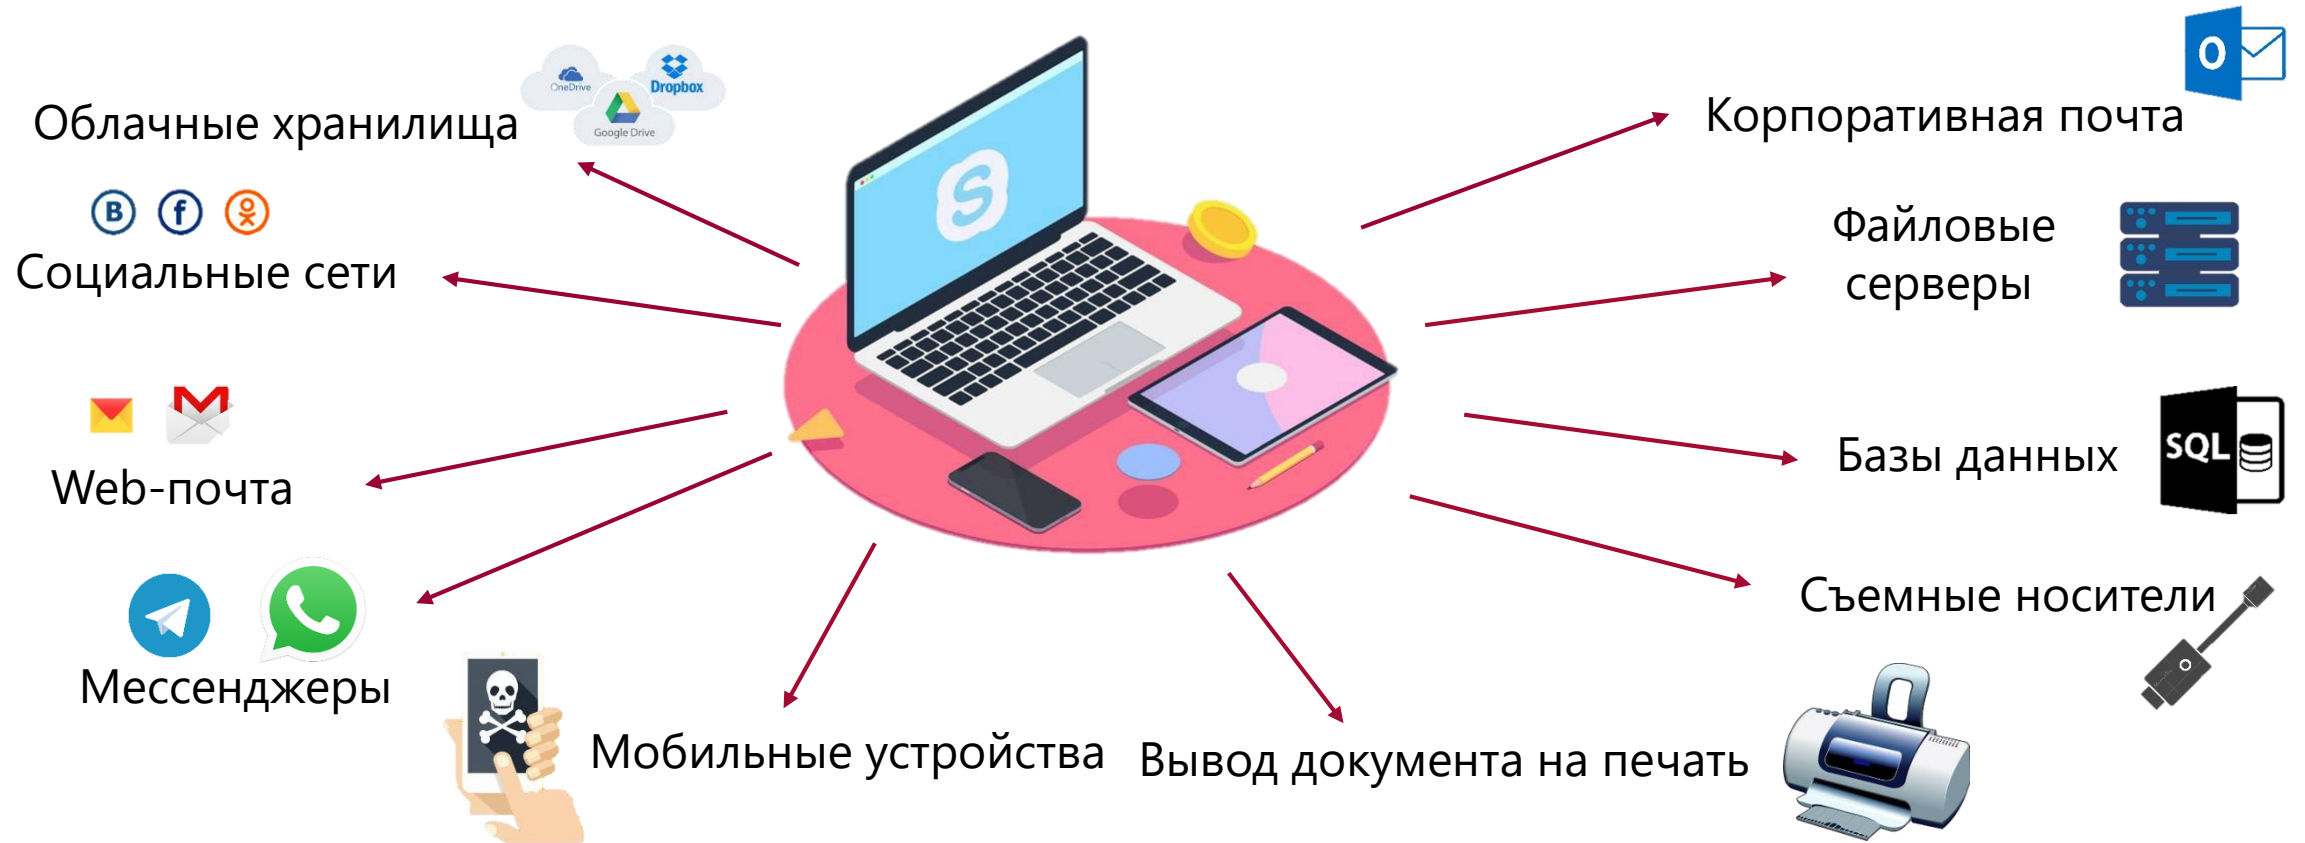 Облачные хранилища
OneDrive
Dropbox
Google Drive
Корпоративная почта
O
B
f
Социальные сети
S
Файловые
серверы
Web-почта
Базы данных
SQL
Съемные носители
Мессенджеры
Мобильные устройства
Вывод документа на печать